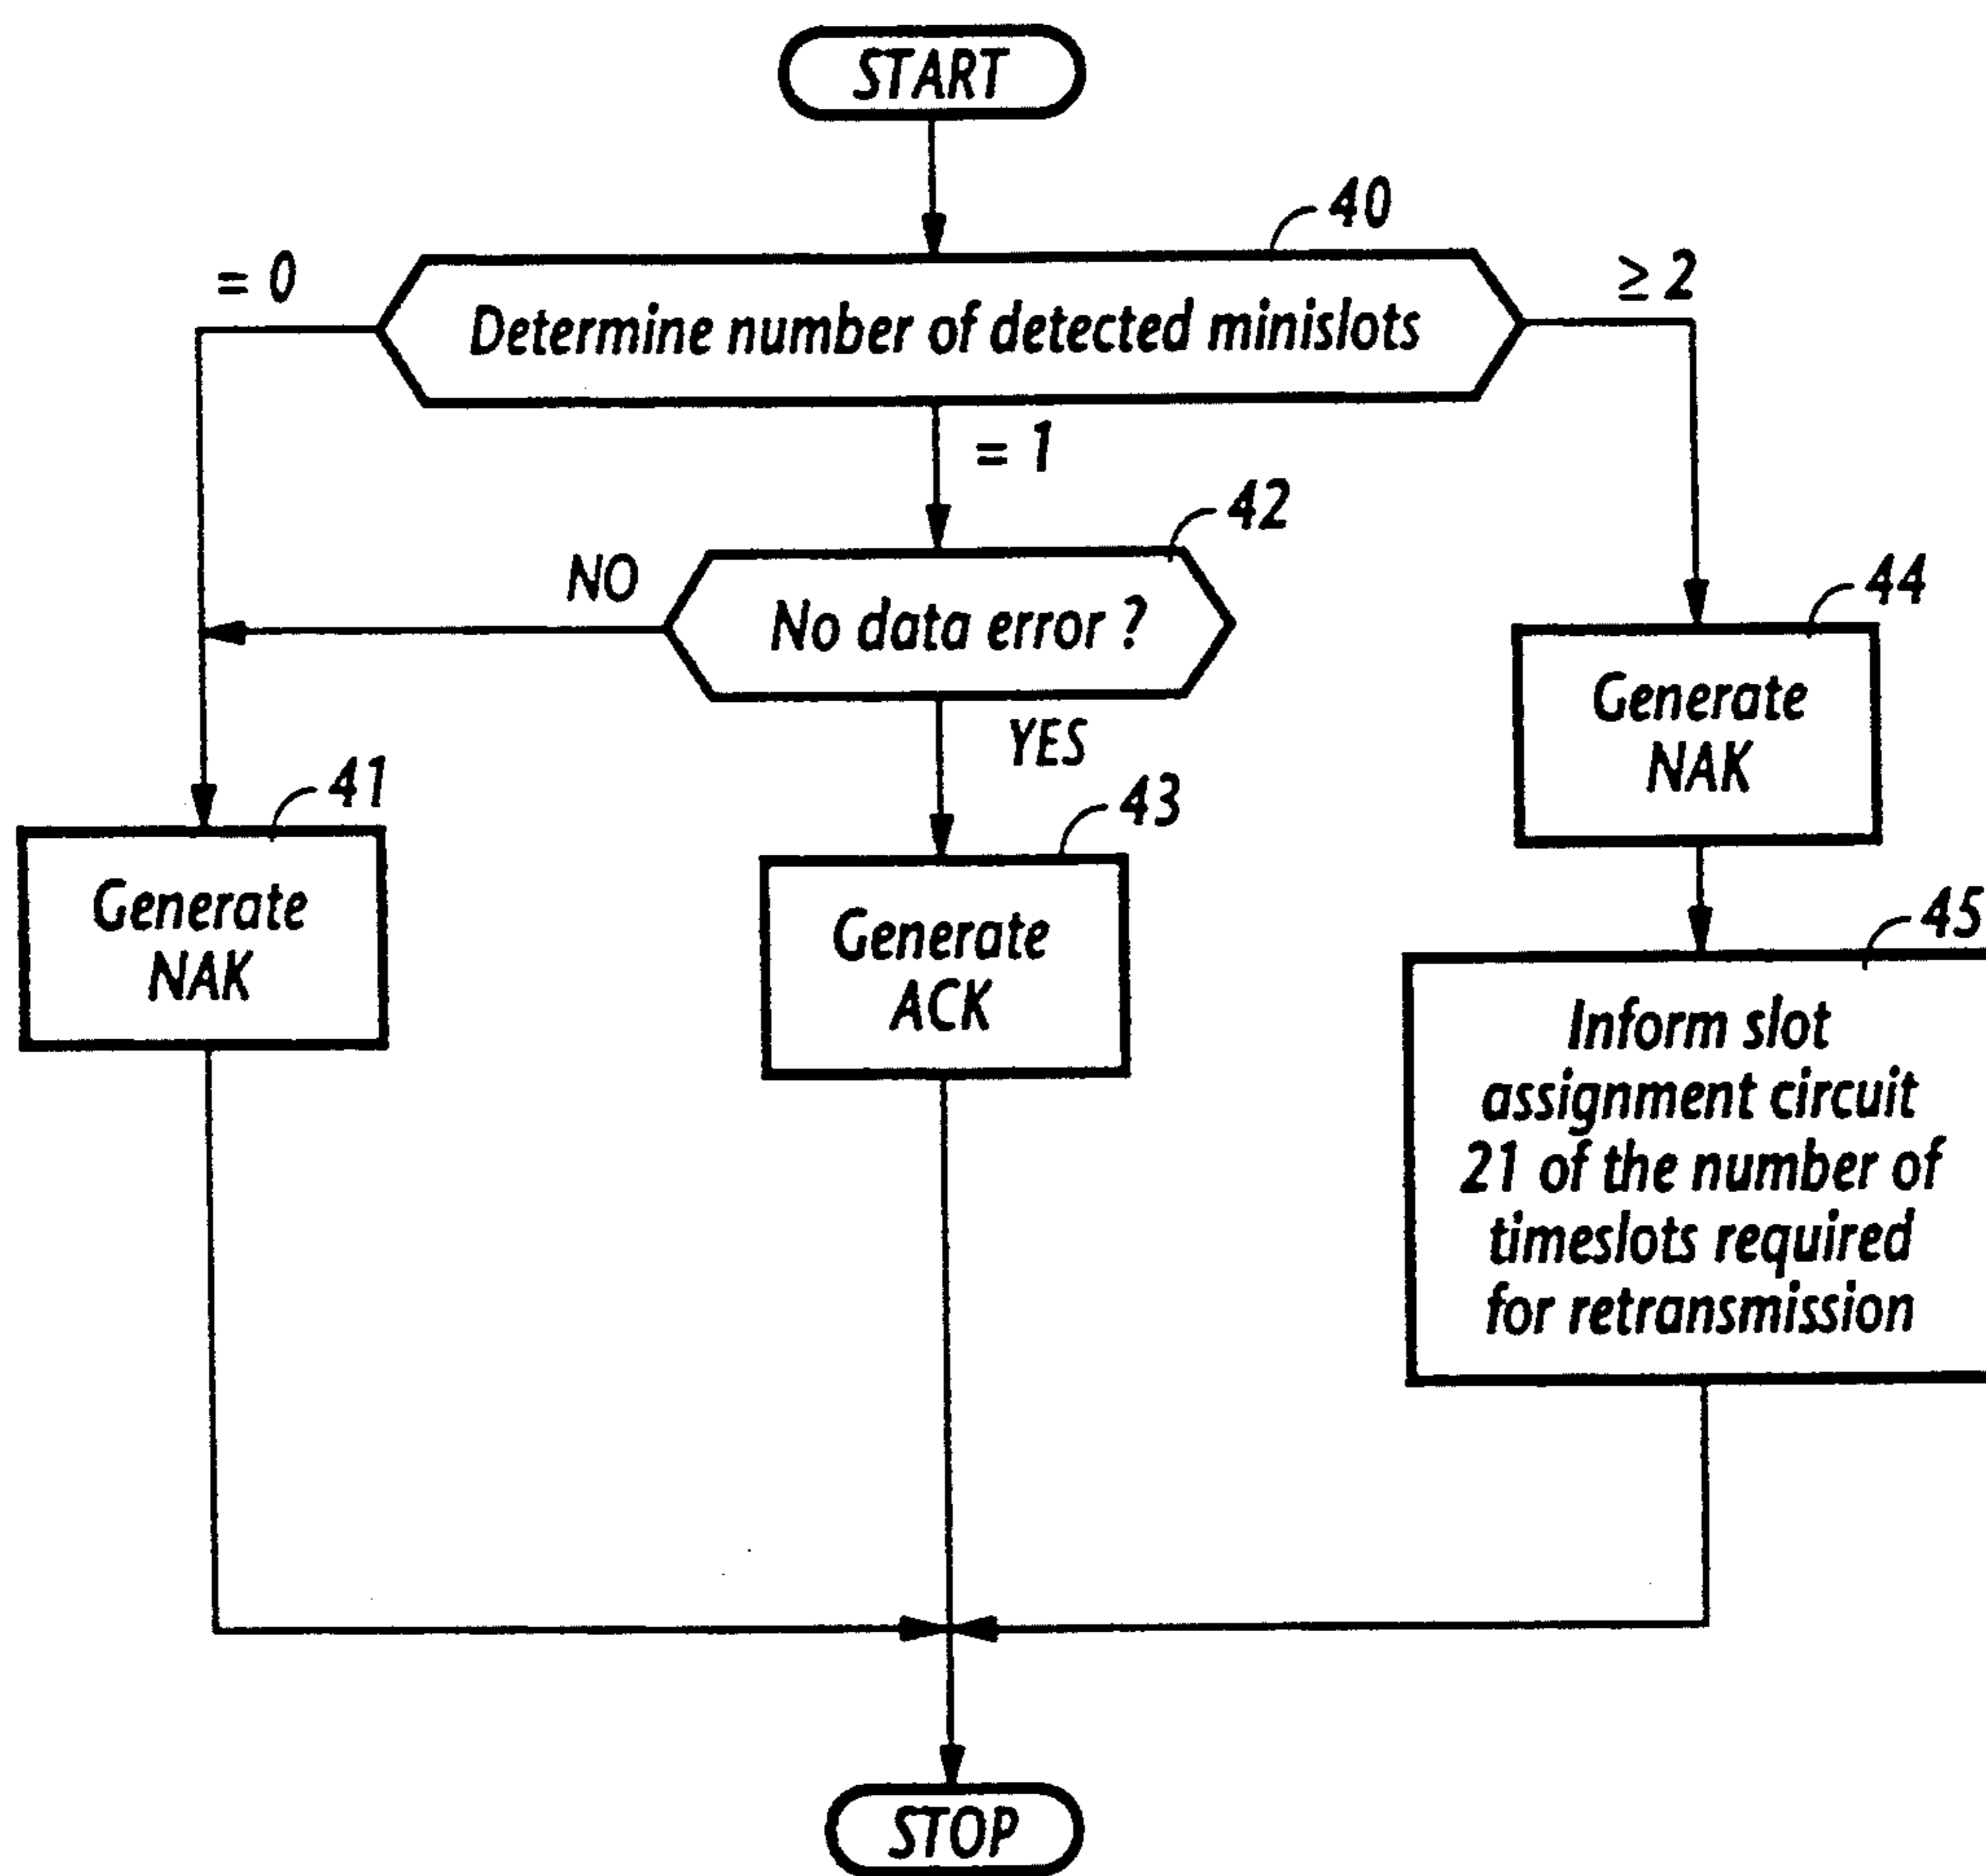 START
40
= 0
≥ 2
Determine number of detected minislots
= 1
42
NO
No data error ?
44
YES
Generate
NAK
41
43
Generate
NAK
Generate
ACK
45
Inform slot
assignment circuit
21 of the number of
timeslots required
for retransmission
STOP